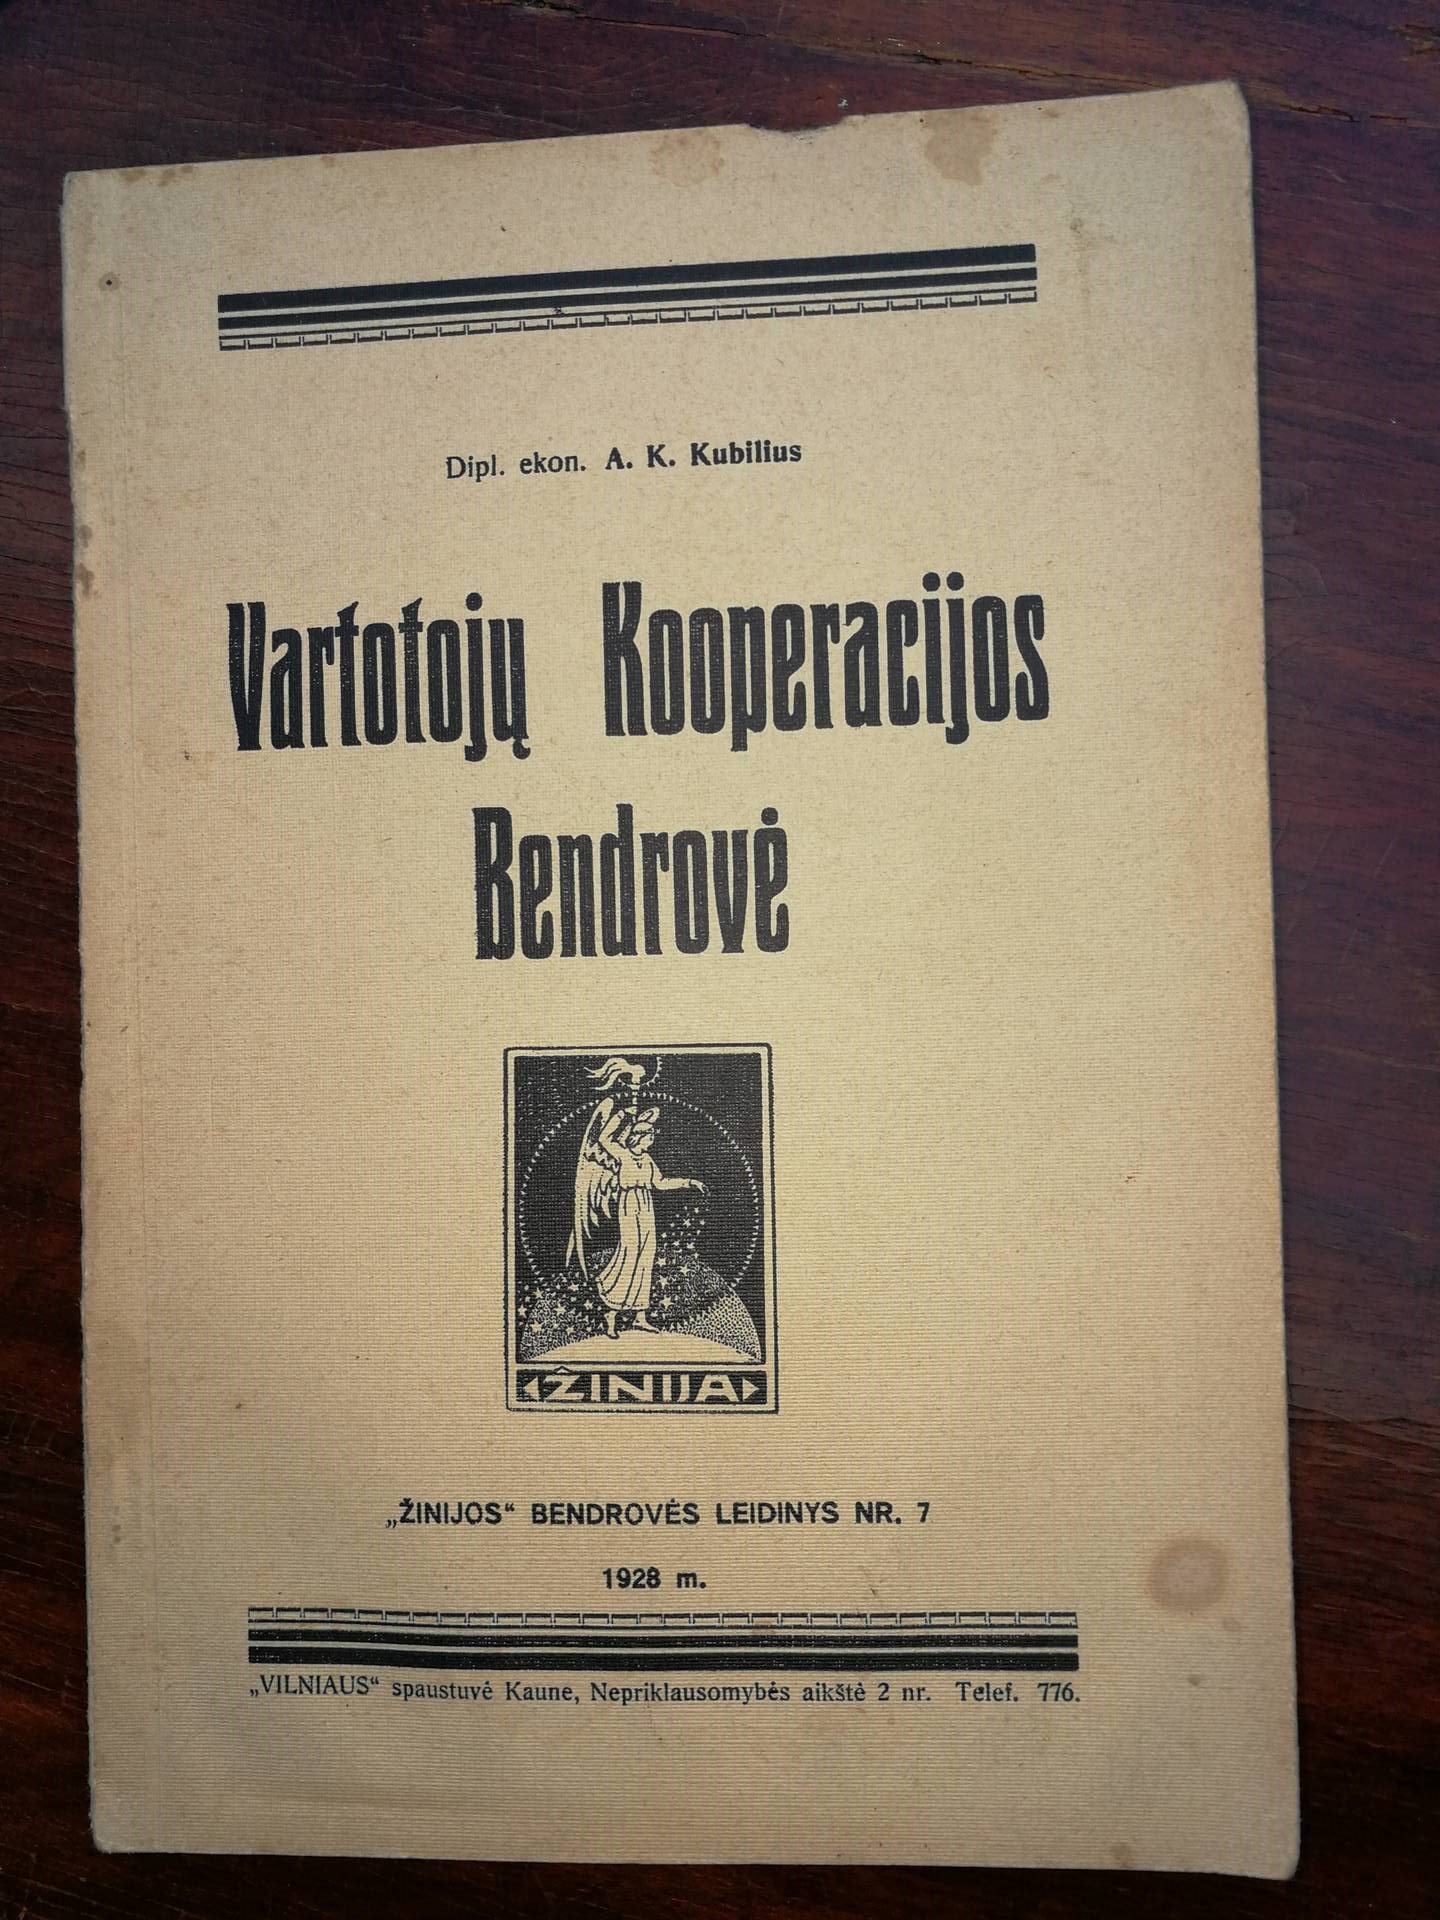 Dipl. ekon. A. K. Kubilius
Vartotojų Kooperacijos
Bendrovė
ŽINIJA
„ŽINIJOS“ BENDROVĖS LEIDINYS NR. 7
1928 m.
„VILNIAUS“ spaustuvė Kaune, Nepriklausomybės aikštė 2 nr. Telef. 776.